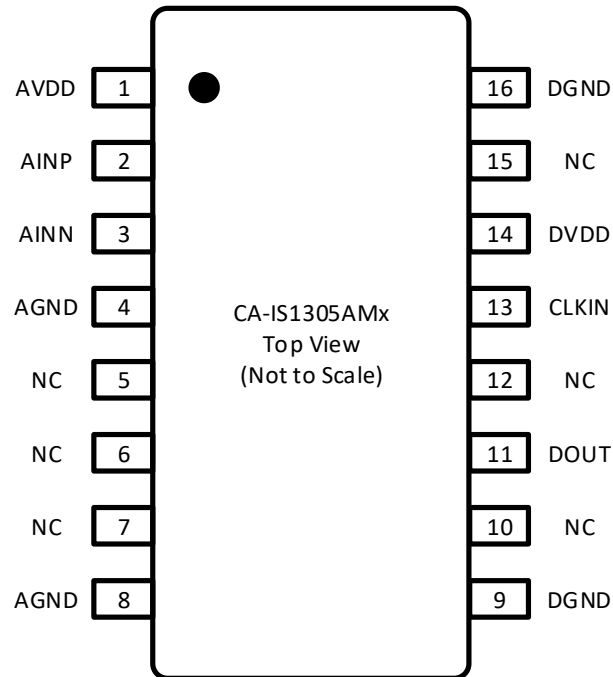 AVDD 1 16 DGND
AINP 2 15 NC
AINN 3 14 DVDD
AGND 4 13 CLKIN
CA-IS1305AMx
Top View
(Not to Scale)
NC 5 12 NC
NC 6 11 DOUT
NC 7 10 NC
AGND 8 9 DGND